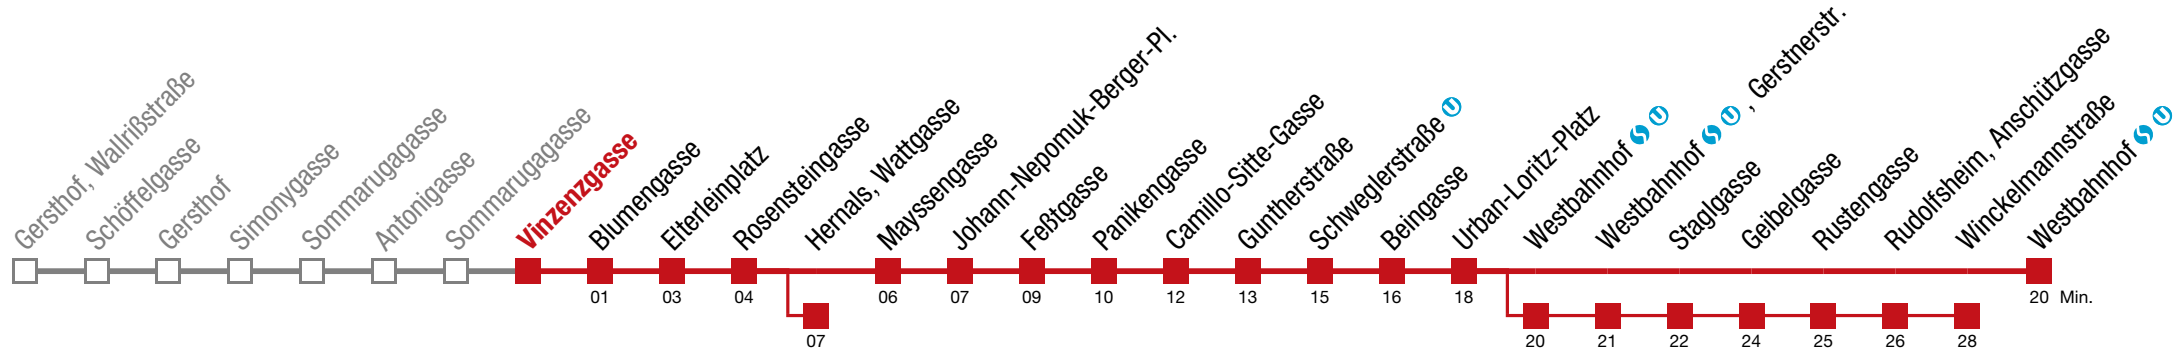 Gersthof, Wallrißstraße
Schöffelgasse
Gersthof
Simonygasse
Sommarugagasse
Antonigasse
Sommarugagasse
Vinzenzgasse
Blumengasse
Elterleinplatz
Rosensteingasse
Hernals, Wattgasse
Mayssengasse
Johann-Nepomuk-Berger-Pl.
Feßtgasse
Panikengasse
Camillo-Sitte-Gasse
Guntherstraße
Schweglerstraße U
Beingasse
Urban-Loritz-Platz
Westbahnhof S U
Westbahnhof S U , Gerstnerstr.
Staglgasse
Geibelgasse
Rustengasse
Rudolfsheim, Anschützgasse
Winckelmannstraße
Westbahnhof S U
01 03 04 06 07 09 10 12 13 15 16 18 20 Min.
07 20 21 22 24 25 26 28